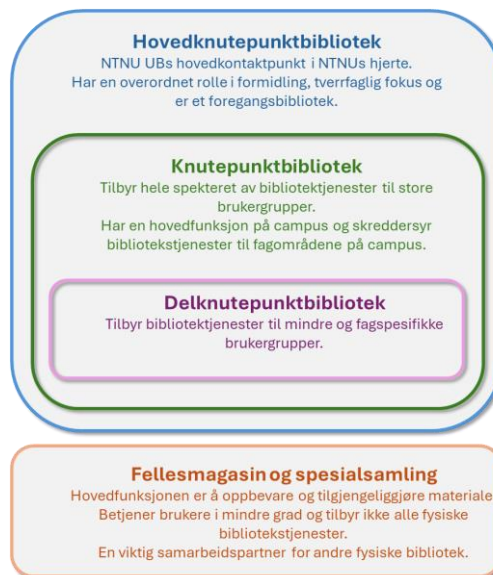 Hovedknutepunktbibliotek
NTNU UBs hovedkontaktpunkt i NTNUs hjerte.
Har en overordnet rolle i formidling, tverrfaglig fokus og
er et foregangsbibliotek.
Knutepunktbibliotek
Tilbyr hele spekteret av bibliotektjenester til store
brukergrupper.
Har en hovedfunksjon på campus og skreddersyr
bibliotekstjenester til fagområdene på campus.
Delknutepunktbibliotek
Tilbyr bibliotektjenester til mindre og fagspesifikke
brukergrupper.
Fellesmagasin og spesialsamling
Hovedfunksjonen er å oppbevare og tilgjengeliggjøre materiale
Betjener brukere i mindre grad og tilbyr ikke alle fysiske
bibliotekstjenester.
En viktig samarbeidspartner for andre fysiske bibliotek.